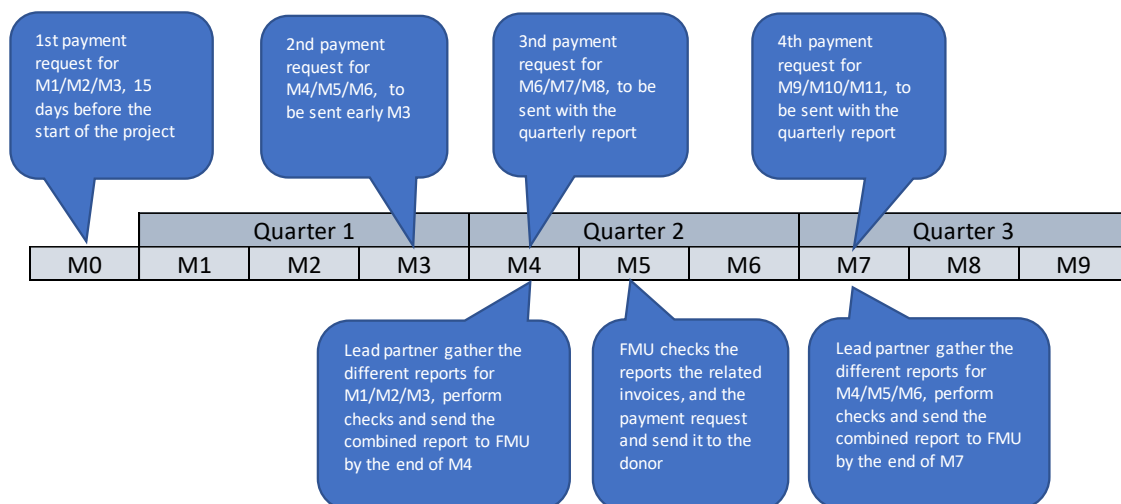 1st payment
request for
M1/M2/M3, 15
days before the
start of the project
2nd payment
request for
M4/M5/M6, to
be sent early M3
3nd payment
request for
M6/M7/M8, to be
sent with the
quarterly report
4th payment
request for
M9/M10/M11, to
be sent with the
quarterly report
Quarter 1 Quarter 2 Quarter 3
M0 M1 M2 M3 M4 M5 M6 M7 M8 M9
Lead partner gather the
different reports for
M1/M2/M3, perform
checks and send the
combined report to FMU
by the end of M4
FMU checks the
reports the related
invoices, and the
payment request
and send it to the
donor
Lead partner gather the
different reports for
M4/M5/M6, perform
checks and send the
combined report to FMU
by the end of M7